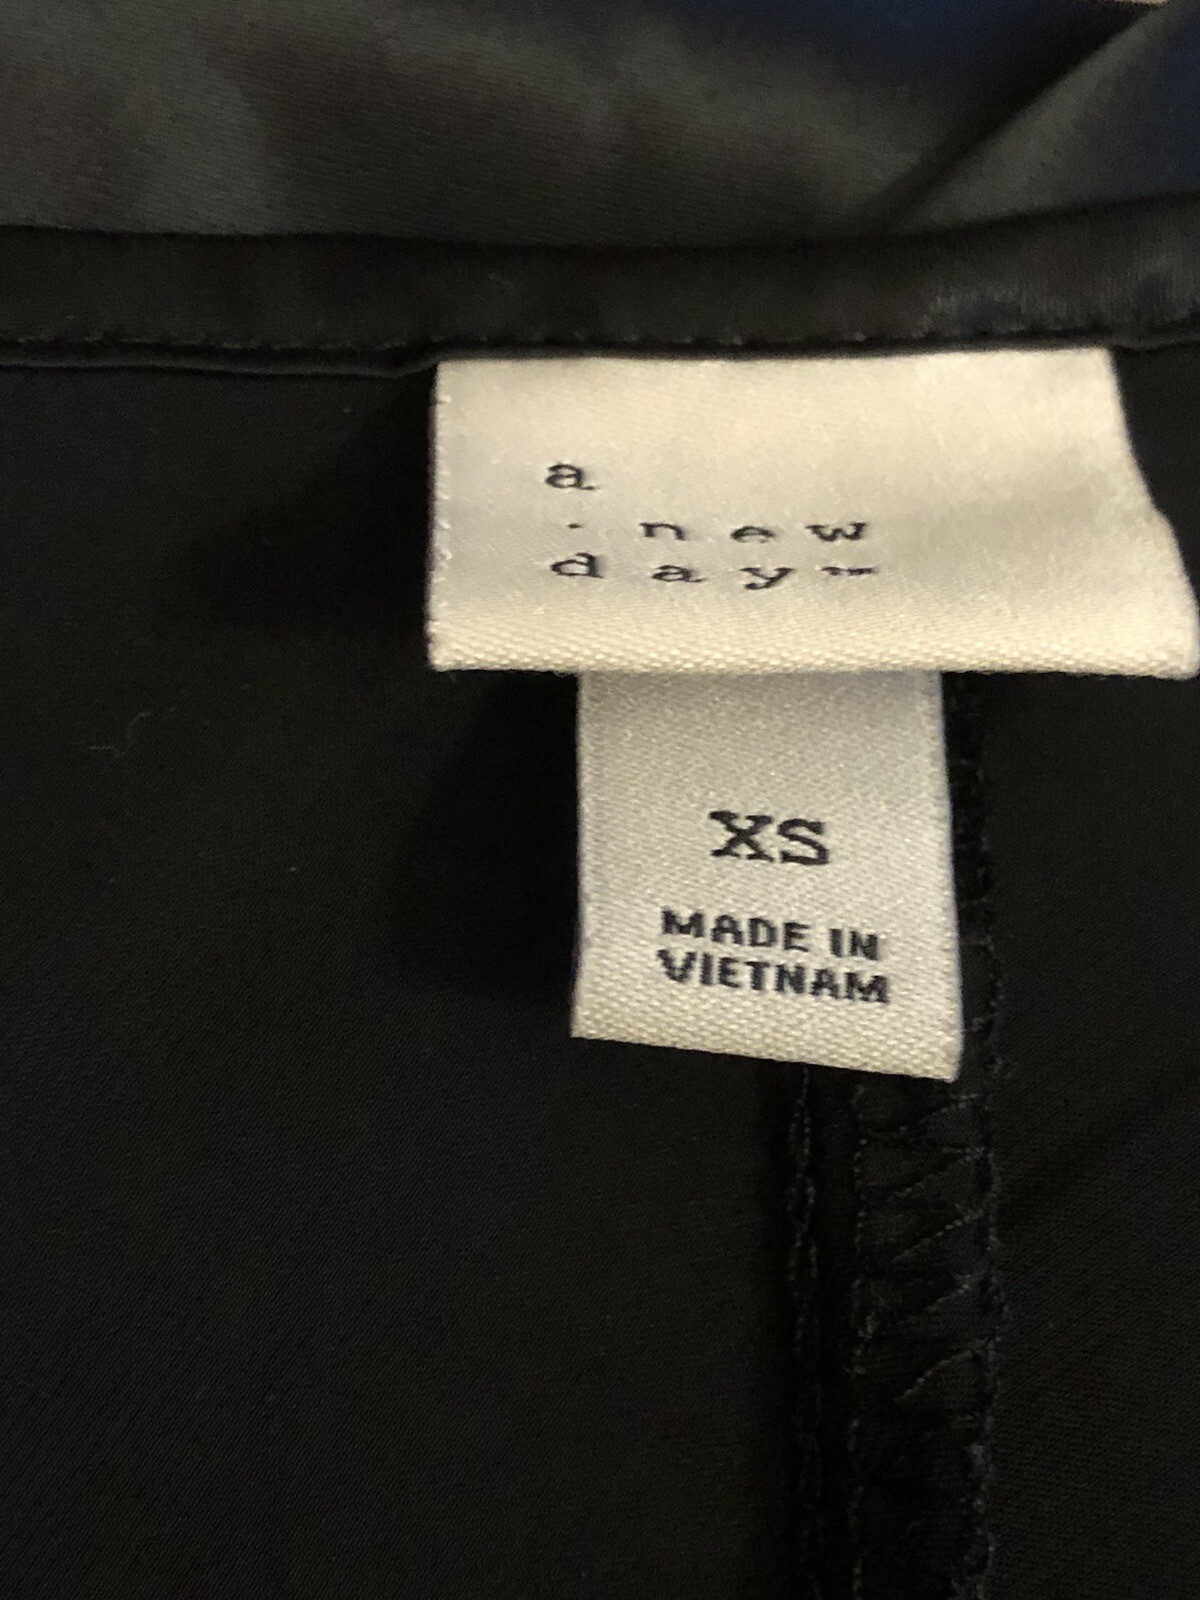 a
· new
day™
XS
MADE IN
VIETNAM